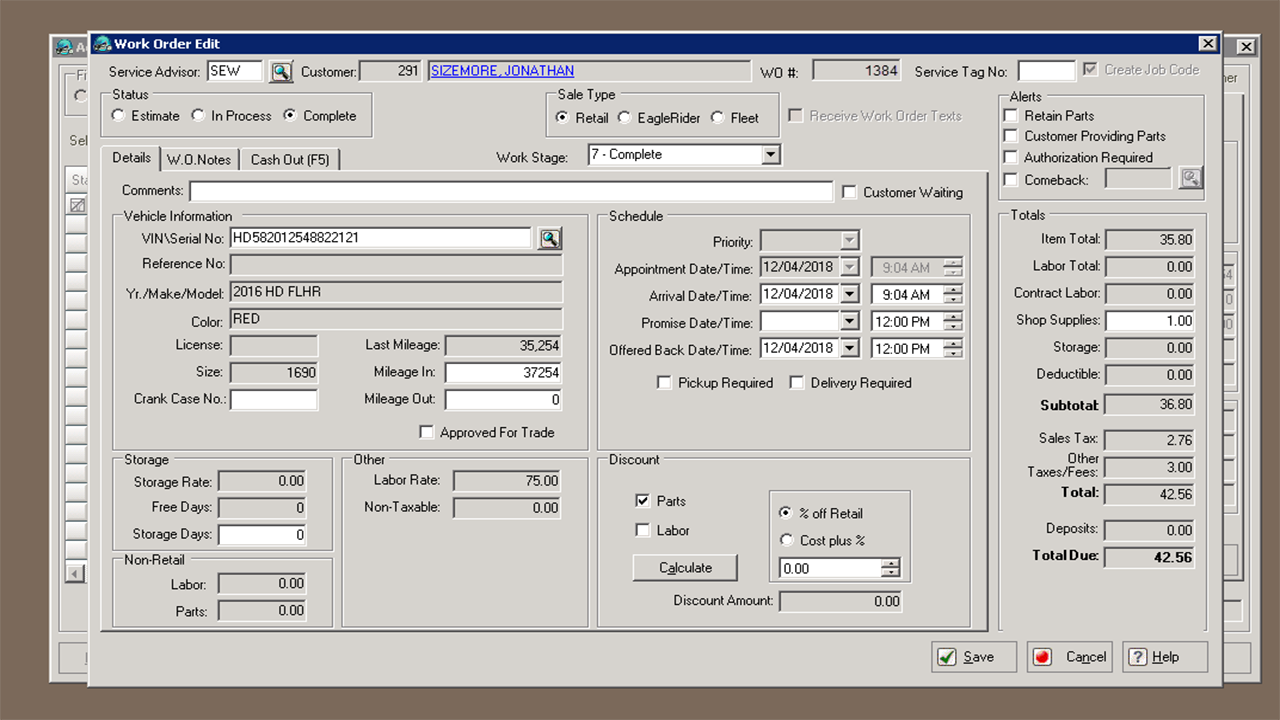 Work Order Edit
Service Advisor: SEW Customer: 291 SIZEMORE, JONATHAN WO #: 1384 Service Tag No: Create Job Code
Status
Estimate In Process Complete
Sale Type
Retail EagleRider Fleet
Receive Work Order Texts
Alerts
Retain Parts
Customer Providing Parts
Authorization Required
Comeback:
Details W.O.Notes Cash Out (F5)
Work Stage: 7 - Complete
Comments: Customer Waiting
Vehicle Information
VIN\Serial No: HD582012548822121
Reference No:
Yr./Make/Model: 2016 HD FLHR
Color: RED
License: Last Mileage: 35,254
Size: 1690 Mileage In: 37254
Crank Case No.: Mileage Out: 0
Approved For Trade
Schedule
Priority:
Appointment Date/Time: 12/04/2018 9:04 AM
Arrival Date/Time: 12/04/2018 9:04 AM
Promise Date/Time: 12:00 PM
Offered Back Date/Time: 12/04/2018 12:00 PM
Pickup Required Delivery Required
Storage
Storage Rate: 0.00
Free Days: 0
Storage Days: 0
Non-Retail
Labor: 0.00
Parts: 0.00
Other
Labor Rate: 75.00
Non-Taxable: 0.00
Discount
Parts
Labor
% off Retail
Cost plus %
Calculate 0.00
Discount Amount: 0.00
Totals
Item Total: 35.80
Labor Total: 0.00
Contract Labor: 0.00
Shop Supplies: 1.00
Storage: 0.00
Deductible: 0.00
Subtotal: 36.80
Sales Tax: 2.76
Other
Taxes/Fees: 3.00
Total: 42.56
Deposits: 0.00
Total Due: 42.56
Save Cancel Help